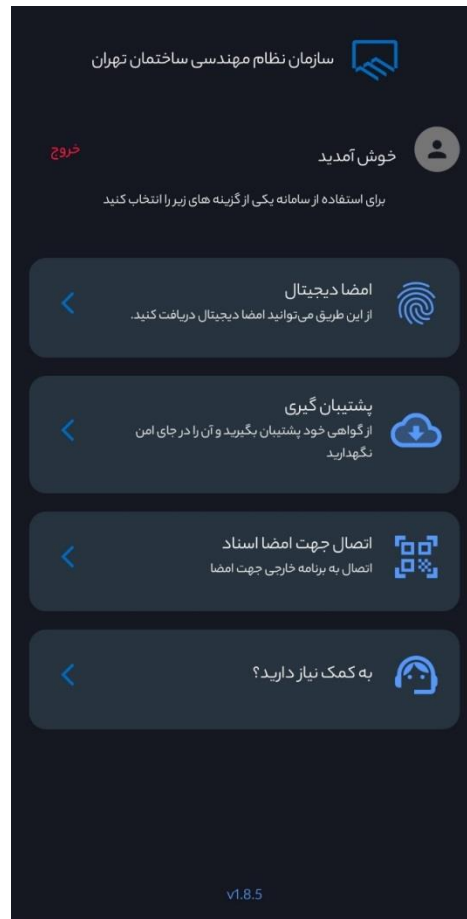 سازمان نظام مهندسی ساختمان تهران
خوش آمدید
خروج
برای استفاده از سامانه یکی از گزینه های زیر را انتخاب کنید
امضا دیجیتال
از این طریق می‌توانید امضا دیجیتال دریافت کنید.
پشتیبان گیری
از گواهی خود پشتیبان بگیرید و آن را در جای امن
نگهدارید
اتصال جهت امضا اسناد
اتصال به برنامه خارجی جهت امضا
به کمک نیاز دارید؟
v1.8.5